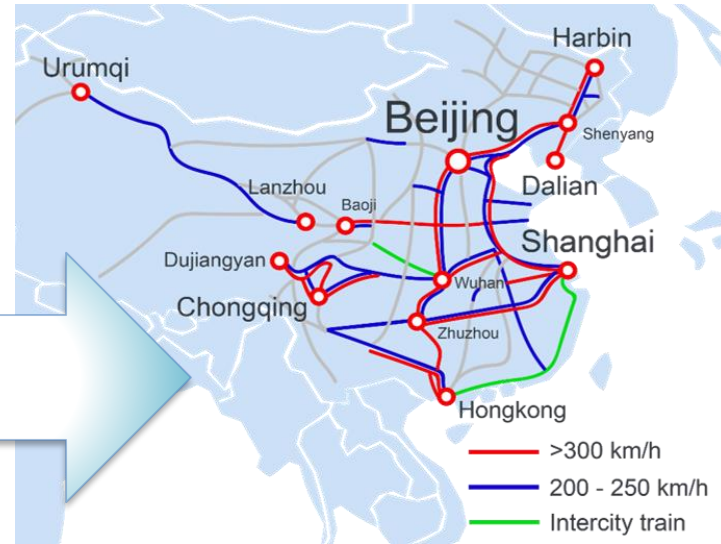 Harbin
Urumqi
Beijing
Shenyang
Lanzhou
Baoji
Dalian
Dujiangyan
Shanghai
Wuhan
Chongqing
Zhuzhou
Hongkong
>300 km/h
200 - 250 km/h
Intercity train